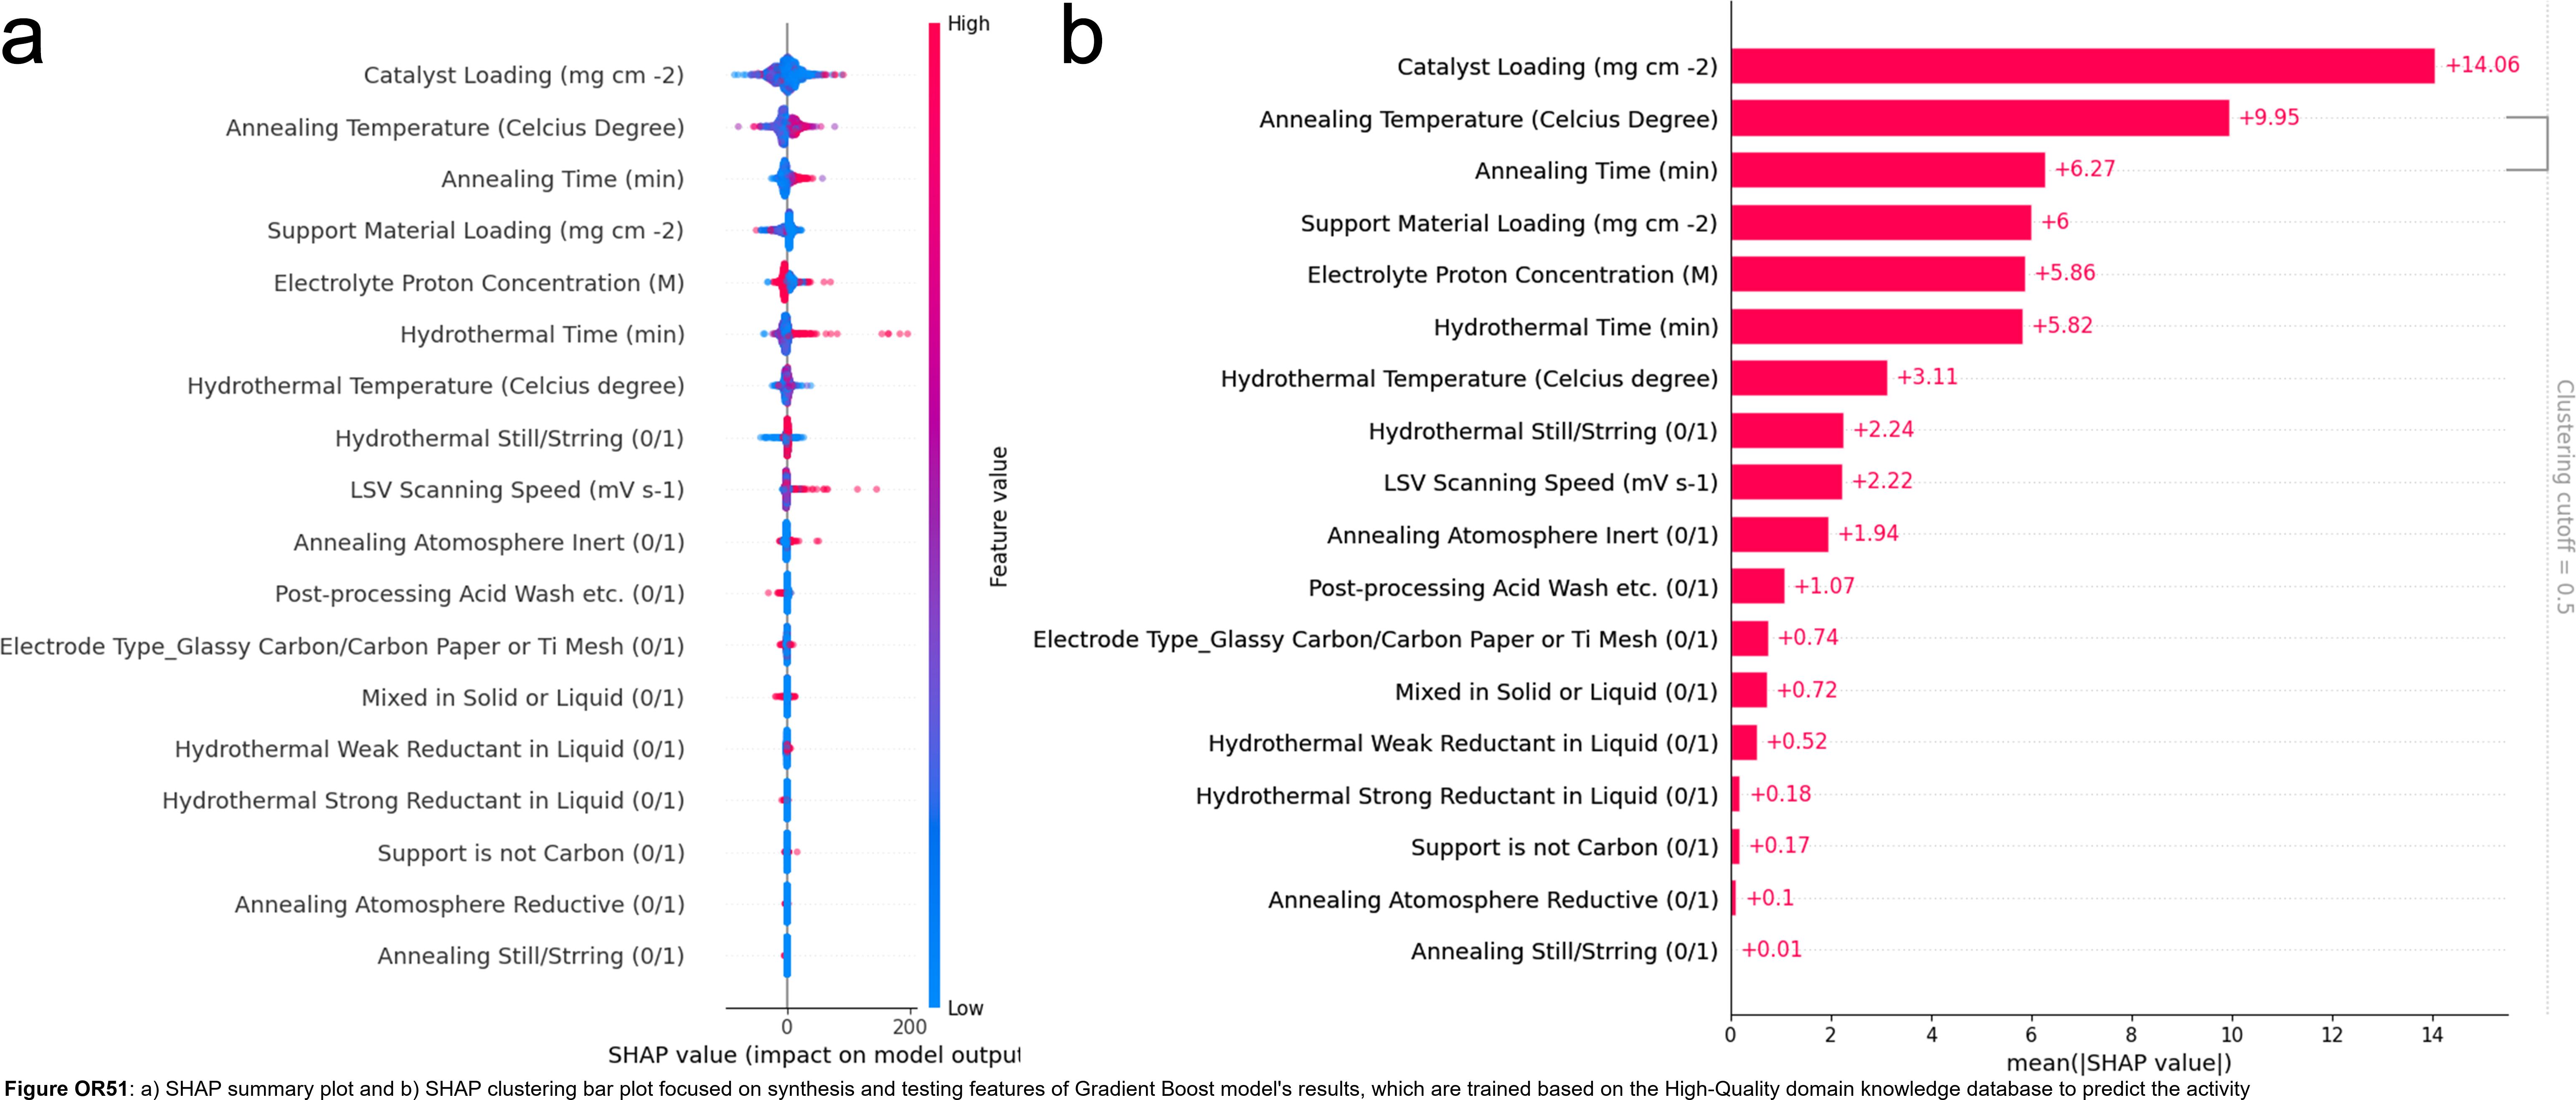 a
High
Catalyst Loading (mg cm -2)
Annealing Temperature (Celcius Degree)
Annealing Time (min)
Support Material Loading (mg cm -2)
Electrolyte Proton Concentration (M)
Hydrothermal Time (min)
Hydrothermal Temperature (Celcius degree)
Hydrothermal Still/Strring (0/1)
LSV Scanning Speed (mV s-1)
Annealing Atomosphere Inert (0/1)
Post-processing Acid Wash etc. (0/1)
Electrode Type_Glassy Carbon/Carbon Paper or Ti Mesh (0/1)
Mixed in Solid or Liquid (0/1)
Hydrothermal Weak Reductant in Liquid (0/1)
Hydrothermal Strong Reductant in Liquid (0/1)
Support is not Carbon (0/1)
Annealing Atomosphere Reductive (0/1)
Annealing Still/Strring (0/1)
Feature value
Low
0 200
SHAP value (impact on model output
b
Catalyst Loading (mg cm -2) +14.06
Annealing Temperature (Celcius Degree) +9.95
Annealing Time (min) +6.27
Support Material Loading (mg cm -2) +6
Electrolyte Proton Concentration (M) +5.86
Hydrothermal Time (min) +5.82
Hydrothermal Temperature (Celcius degree) +3.11
Hydrothermal Still/Strring (0/1) +2.24
LSV Scanning Speed (mV s-1) +2.22
Annealing Atomosphere Inert (0/1) +1.94
Post-processing Acid Wash etc. (0/1) +1.07
Electrode Type_Glassy Carbon/Carbon Paper or Ti Mesh (0/1) +0.74
Mixed in Solid or Liquid (0/1) +0.72
Hydrothermal Weak Reductant in Liquid (0/1) +0.52
Hydrothermal Strong Reductant in Liquid (0/1) +0.18
Support is not Carbon (0/1) +0.17
Annealing Atomosphere Reductive (0/1) +0.1
Annealing Still/Strring (0/1) +0.01
Clustering cutoff = 0.5
0 2 4 6 8 10 12 14
mean(|SHAP value|)
Figure OR51: a) SHAP summary plot and b) SHAP clustering bar plot focused on synthesis and testing features of Gradient Boost model's results, which are trained based on the High-Quality domain knowledge database to predict the activity